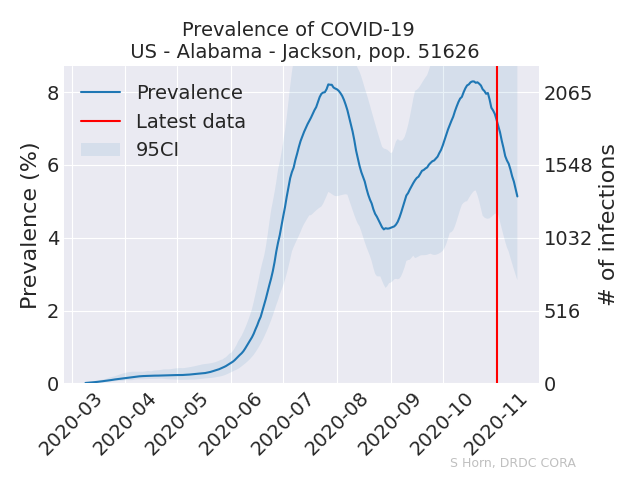 Prevalence of COVID-19
US - Alabama - Jackson, pop. 51626
Prevalence
Latest data
95CI
Prevalence (%)
8
6
4
2
0
2065
1548
1032
516
0
# of infections
2020-03
2020-04
2020-05
2020-06
2020-07
2020-08
2020-09
2020-10
2020-11
S Horn, DRDC CORA